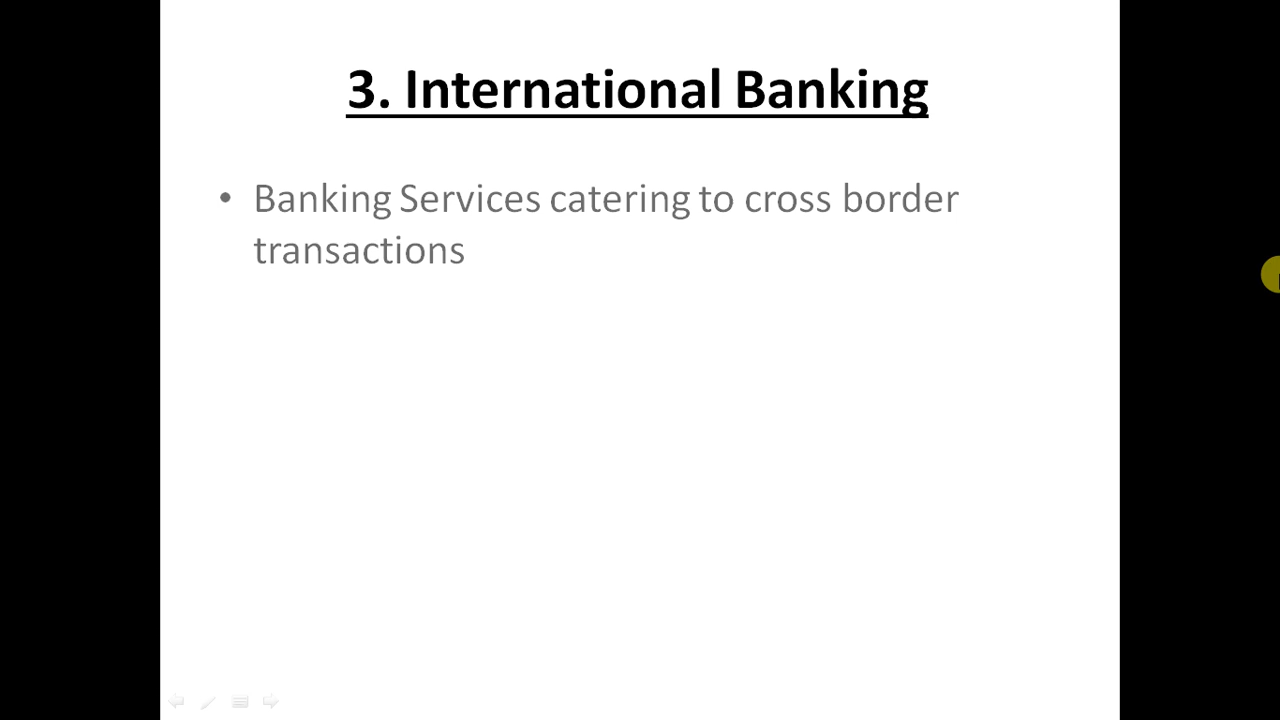 3. International Banking
• Banking Services catering to cross border
transactions